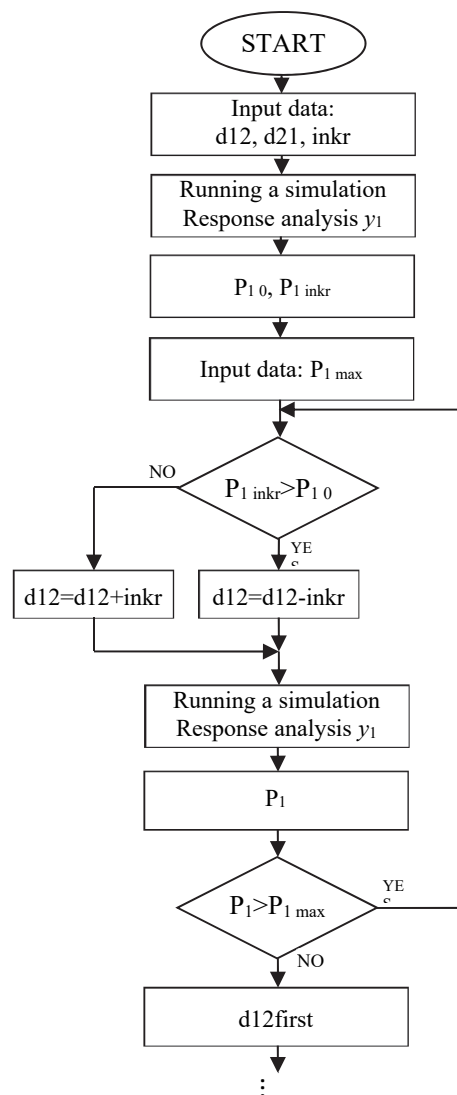 START
Input data:
d12, d21, inkr
Running a simulation
Response analysis y₁
P₁ ₀, P₁ ᵢₙₖᵣ
Input data: P₁ ₘₐₓ
NO
P₁ ᵢₙₖᵣ>P₁ ₀
YE
S
d12=d12+inkr
d12=d12-inkr
Running a simulation
Response analysis y₁
P₁
P₁>P₁ ₘₐₓ
YE
S
NO
d12first
⋮